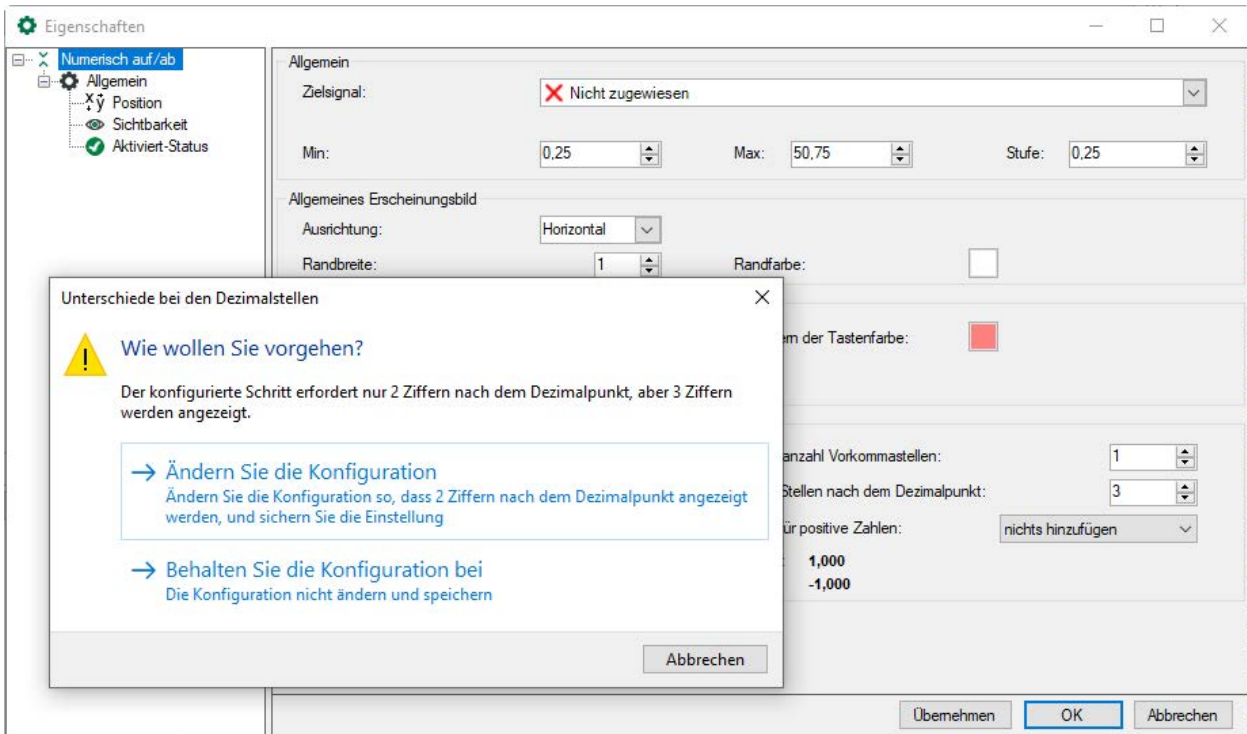 Eigenschaften
Numerisch auf/ab
Allgemein
Position
Sichtbarkeit
Aktiviert-Status
Allgemein
Zielsignal: Nicht zugewiesen
Min: 0,25 Max: 50,75 Stufe: 0,25
Allgemeines Erscheinungsbild
Ausrichtung: Horizontal
Randbreite: 1 Randfarbe:
Unterschiede bei den Dezimalstellen
Wie wollen Sie vorgehen?
Der konfigurierte Schritt erfordert nur 2 Ziffern nach dem Dezimalpunkt, aber 3 Ziffern
werden angezeigt.
Ändern Sie die Konfiguration
Ändern Sie die Konfiguration so, dass 2 Ziffern nach dem Dezimalpunkt angezeigt
werden, und sichern Sie die Einstellung
Behalten Sie die Konfiguration bei
Die Konfiguration nicht ändern und speichern
Abbrechen
der Tastenfarbe:
anzahl Vorkommastellen: 1
Stellen nach dem Dezimalpunkt: 3
ür positive Zahlen: nichts hinzufügen
1,000
-1,000
Übernehmen OK Abbrechen